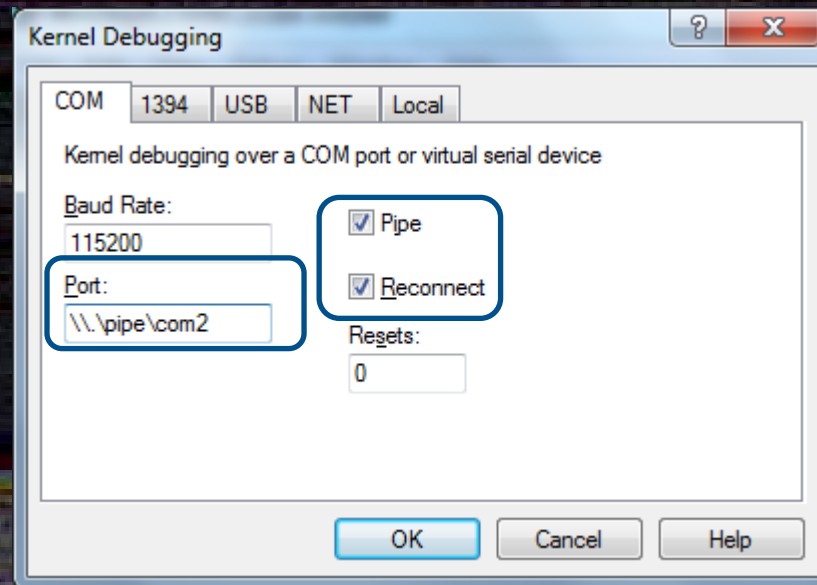 Kernel Debugging
COM 1394 USB NET Local
Kernel debugging over a COM port or virtual serial device
Baud Rate:
115200
Pipe
Port:
\\.\pipe\com2
Reconnect
Resets:
0
OK Cancel Help